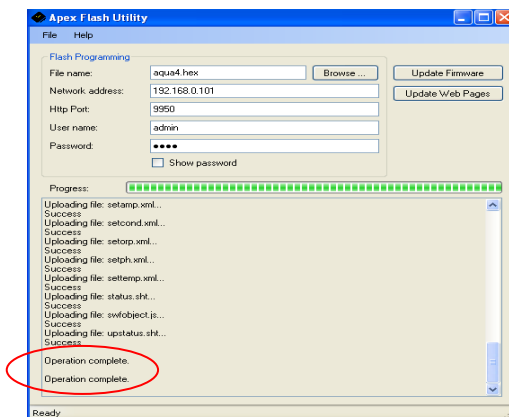 Apex Flash Utility
File Help
Flash Programming
File name: aqua4.hex Browse ... Update Firmware
Network address: 192.168.0.101 Update Web Pages
Http Port: 9950
User name: admin
Password: ●●●●
Show password
Progress:
Uploading file: setamp.xml...
Success
Uploading file: setcond.xml...
Success
Uploading file: setorp.xml...
Success
Uploading file: setph.xml...
Success
Uploading file: settemp.xml...
Success
Uploading file: status.sht...
Success
Uploading file: swfobject.js...
Success
Uploading file: upstatus.sht...
Success
Operation complete.
Operation complete.
Ready